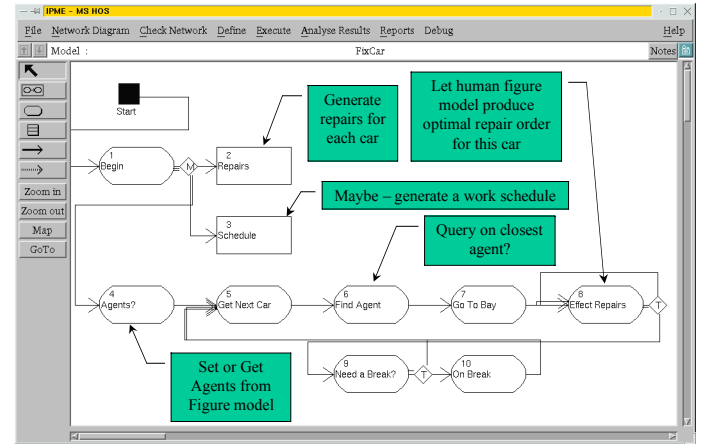 IPME - MS HOS
File Network Diagram Check Network Define Execute Analyse Results Reports Debug Help
Model : FixCar Notes
Zoom in
Zoom out
Map
GoTo
Start
Generate
repairs for
each car
Let human figure
model produce
optimal repair order
for this car
1
Begin
M
2
Repairs
Maybe – generate a work schedule
3
Schedule
Query on closest
agent?
4
Agents?
5
Get Next Car
6
Find Agent
7
Go To Bay
8
Effect Repairs
T
Set or Get
Agents from
Figure model
9
Need a Break?
T
10
On Break